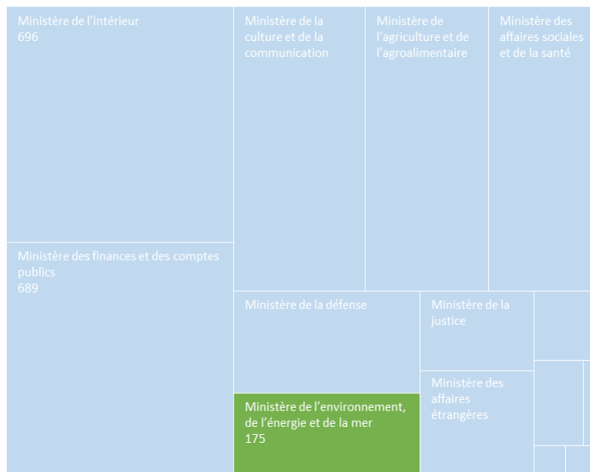 Ministère de l'intérieur
696
Ministère de la
culture et de la
communication
Ministère de
l'agriculture et de
l'agroalimentaire
Ministère des
affaires sociales
et de la santé
Ministère des finances et des comptes
publics
689
Ministère de la défense
Ministère de la
justice
Ministère des
affaires
étrangères
Ministère de l'environnement,
de l'énergie et de la mer
175